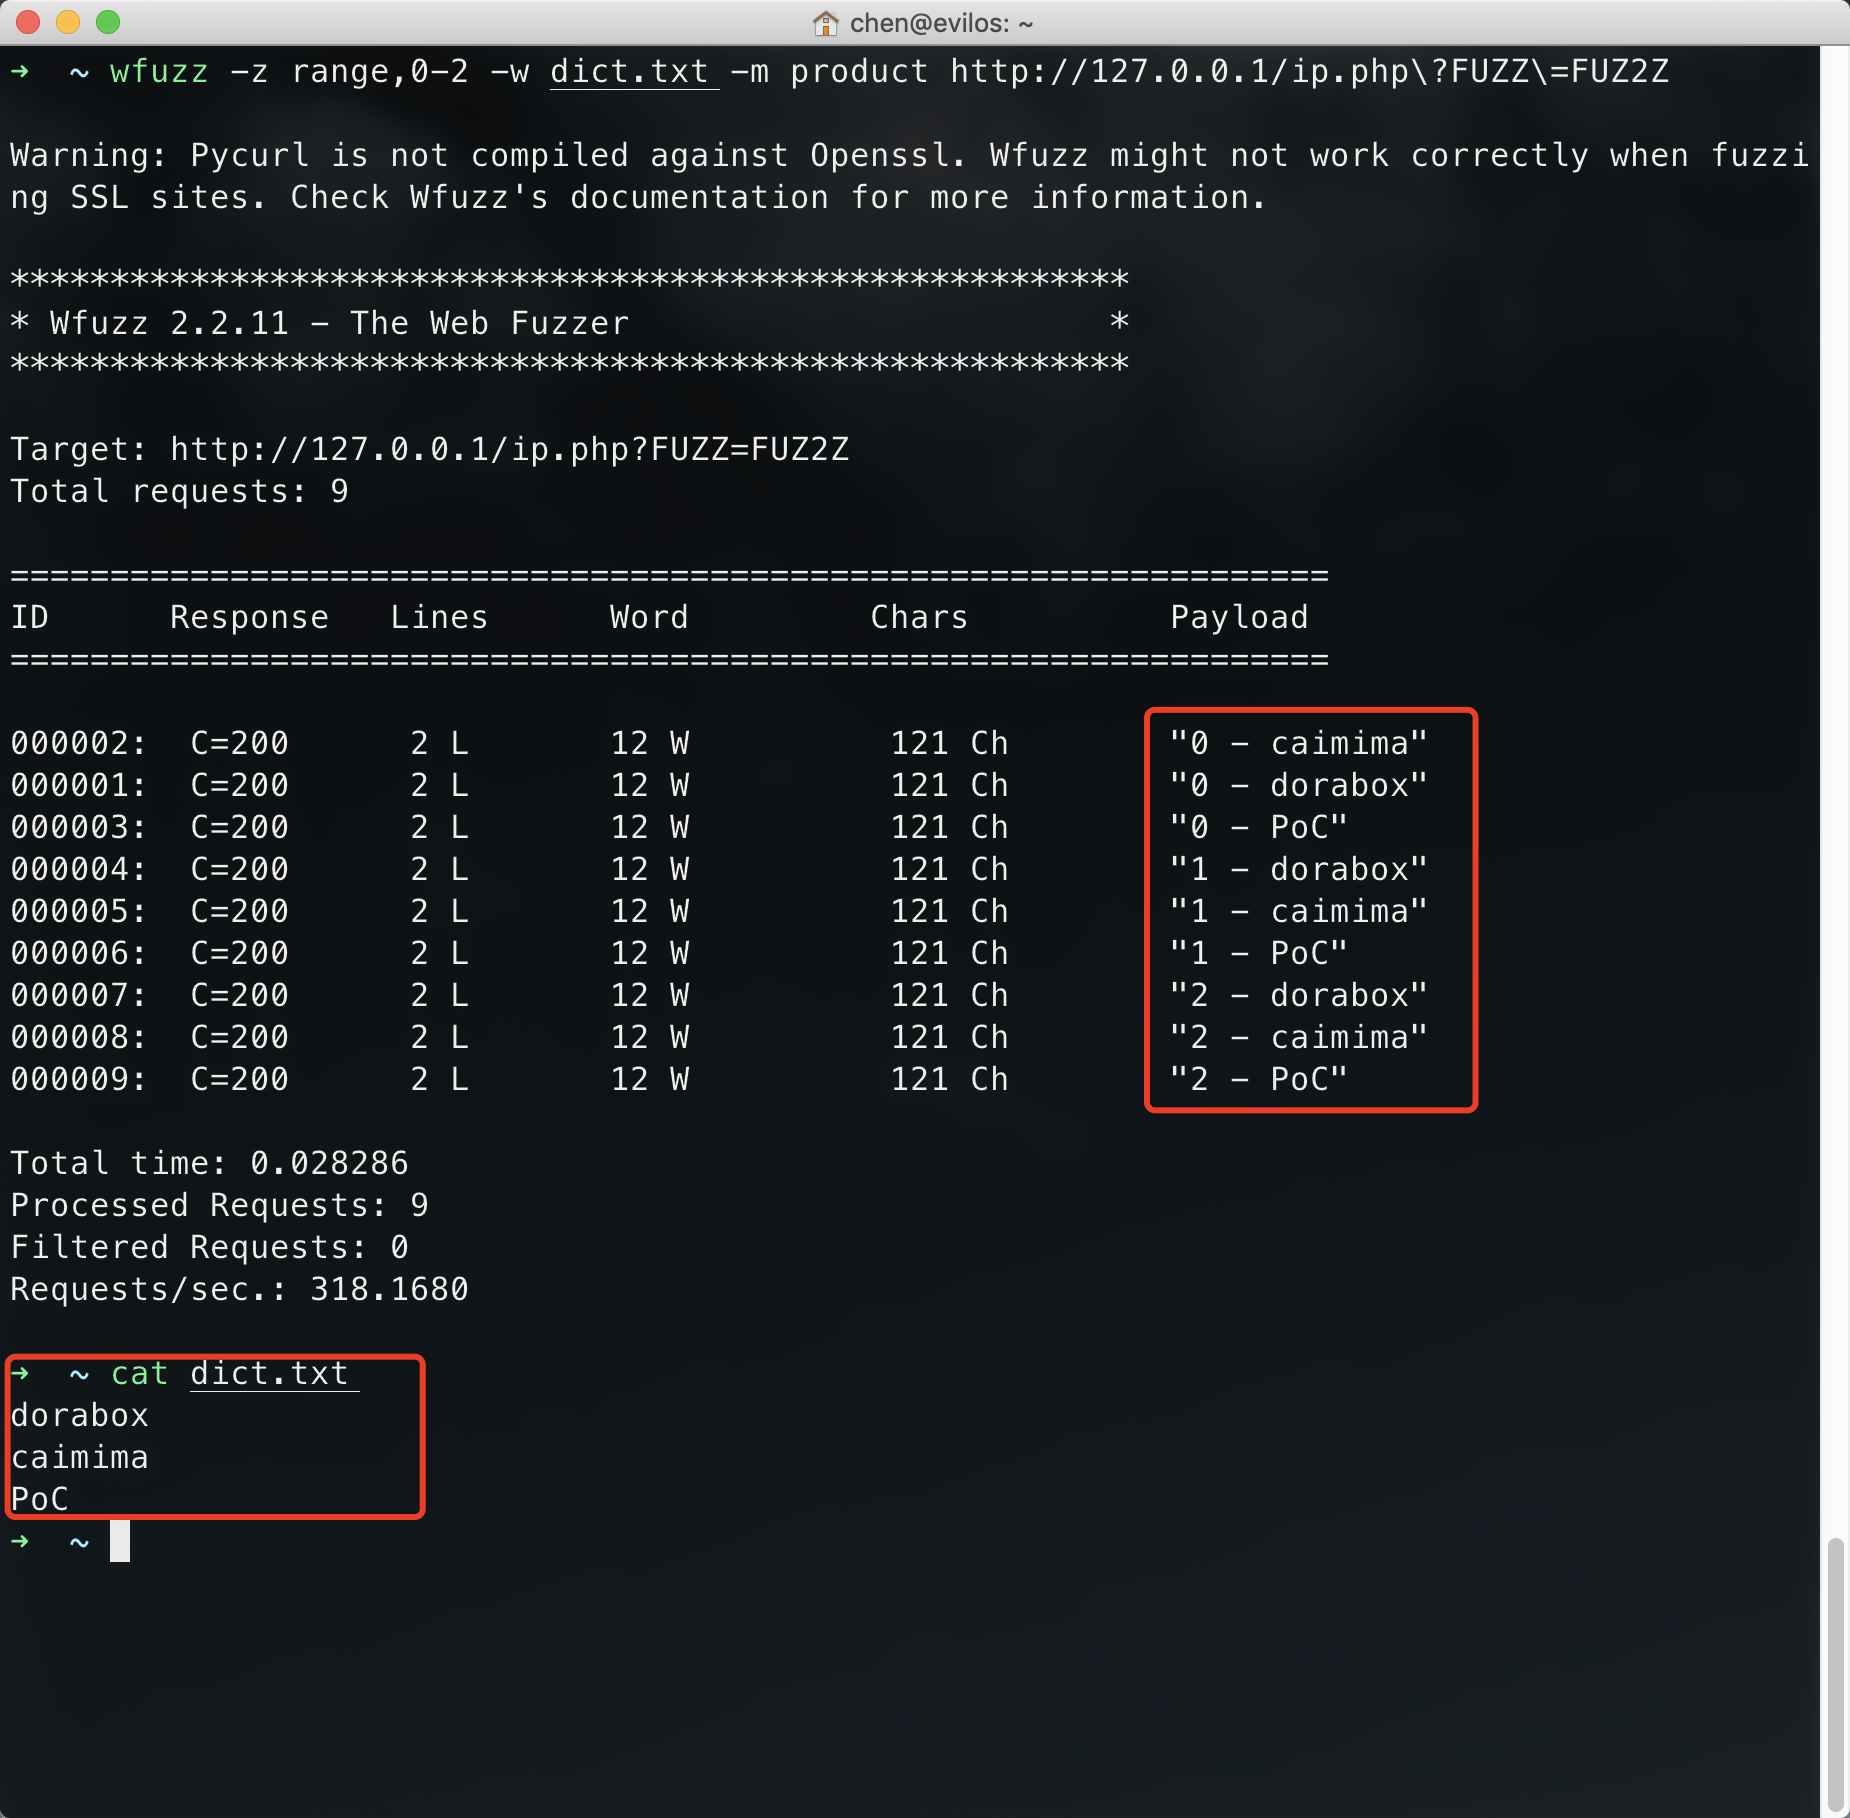 chen@evilos: ~
➜  ~ wfuzz -z range,0-2 -w dict.txt -m product http://127.0.0.1/ip.php\?FUZZ\=FUZ2Z
Warning: Pycurl is not compiled against Openssl. Wfuzz might not work correctly when fuzzi
ng SSL sites. Check Wfuzz's documentation for more information.
********************************************************
* Wfuzz 2.2.11 - The Web Fuzzer                        *
********************************************************
Target: http://127.0.0.1/ip.php?FUZZ=FUZ2Z
Total requests: 9
==================================================================
ID      Response   Lines      Word         Chars          Payload
==================================================================
000002:  C=200      2 L       12 W          121 Ch        "0 - caimima"
000001:  C=200      2 L       12 W          121 Ch        "0 - dorabox"
000003:  C=200      2 L       12 W          121 Ch        "0 - PoC"
000004:  C=200      2 L       12 W          121 Ch        "1 - dorabox"
000005:  C=200      2 L       12 W          121 Ch        "1 - caimima"
000006:  C=200      2 L       12 W          121 Ch        "1 - PoC"
000007:  C=200      2 L       12 W          121 Ch        "2 - dorabox"
000008:  C=200      2 L       12 W          121 Ch        "2 - caimima"
000009:  C=200      2 L       12 W          121 Ch        "2 - PoC"
Total time: 0.028286
Processed Requests: 9
Filtered Requests: 0
Requests/sec.: 318.1680
➜  ~ cat dict.txt
dorabox
caimima
PoC
➜  ~